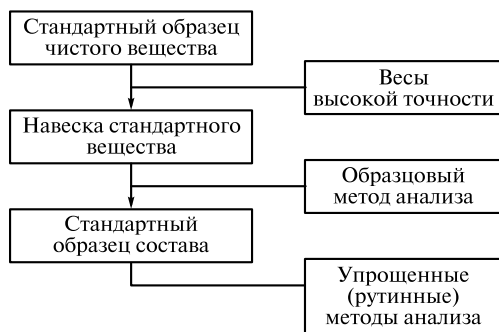 Стандартный образец
чистого вещества
Весы
высокой точности
Навеска стандартного
вещества
Образцовый
метод анализа
Стандартный
образец состава
Упрощенные
(рутинные)
методы анализа